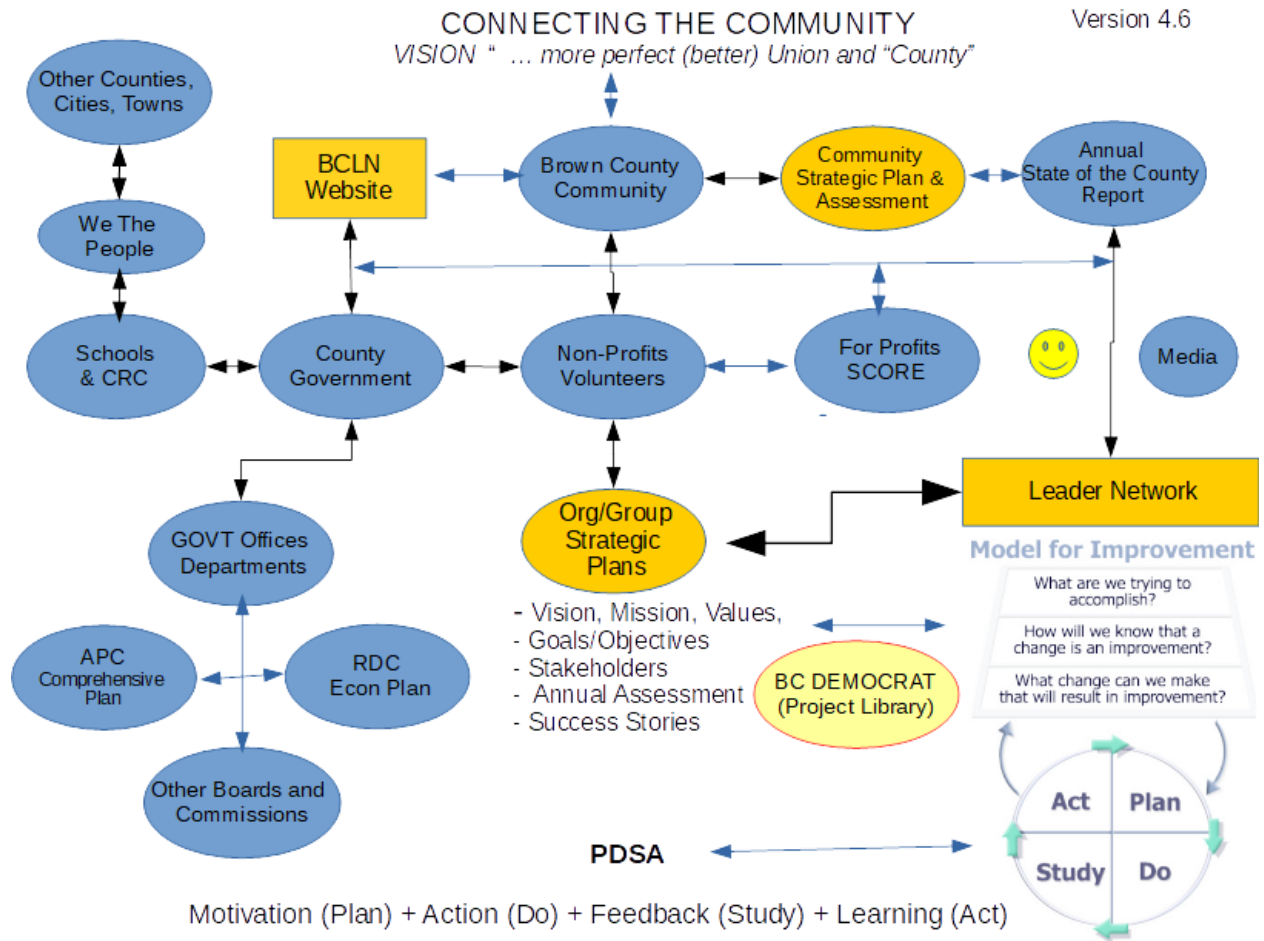 CONNECTING THE COMMUNITY
Version 4.6
VISION “ … more perfect (better) Union and “County”
Other Counties,
Cities, Towns
BCLN
Website
Brown County
Community
Community
Strategic Plan &
Assessment
Annual
State of the County
Report
We The
People
Schools
& CRC
County
Government
Non-Profits
Volunteers
For Profits
SCORE
Media
Leader Network
GOVT Offices
Departments
Org/Group
Strategic
Plans
- Vision, Mission, Values,
- Goals/Objectives
- Stakeholders
- Annual Assessment
- Success Stories
APC
Comprehensive
Plan
RDC
Econ Plan
Other Boards and
Commissions
BC DEMOCRAT
(Project Library)
Model for Improvement
What are we trying to
accomplish?
How will we know that a
change is an improvement?
What change can we make
that will result in improvement?
Act
Plan
Study
Do
PDSA
Motivation (Plan) + Action (Do) + Feedback (Study) + Learning (Act)